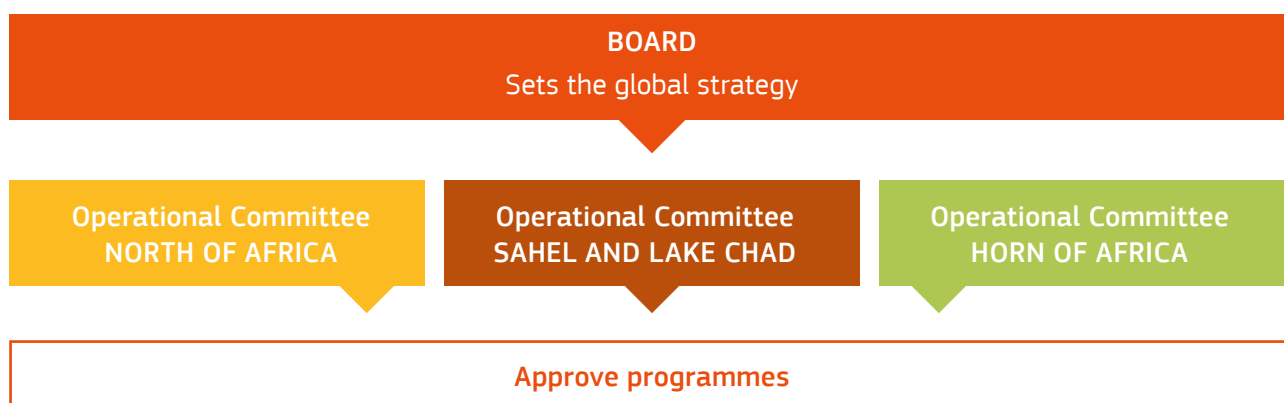 BOARD
Sets the global strategy
Operational Committee
NORTH OF AFRICA
Operational Committee
SAHEL AND LAKE CHAD
Operational Committee
HORN OF AFRICA
Approve programmes